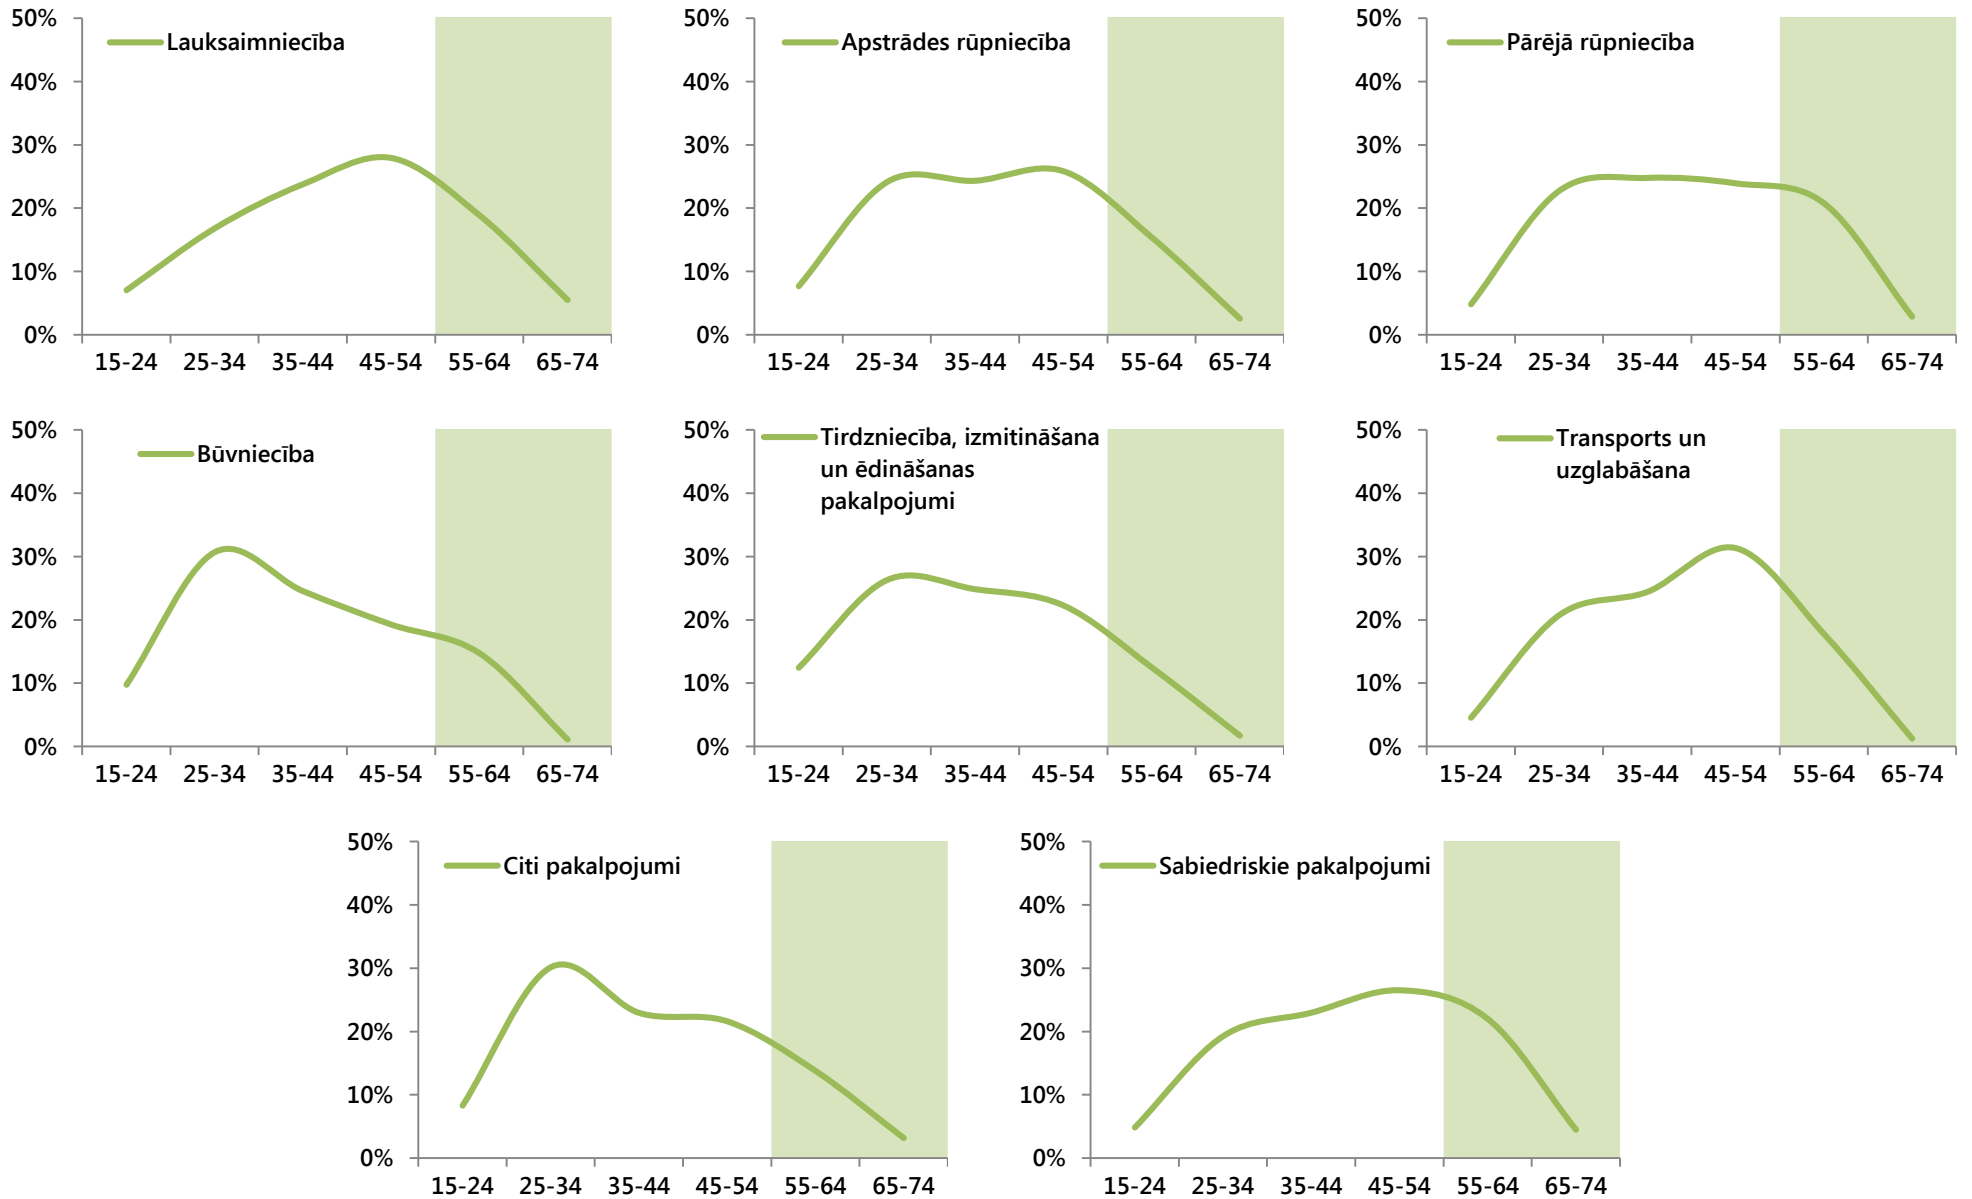 Lauksaimniecība
50%
40%
30%
20%
10%
0%
15-24 25-34 35-44 45-54 55-64 65-74
Apstrādes rūpniecība
50%
40%
30%
20%
10%
0%
15-24 25-34 35-44 45-54 55-64 65-74
Pārējā rūpniecība
50%
40%
30%
20%
10%
0%
15-24 25-34 35-44 45-54 55-64 65-74
Būvniecība
50%
40%
30%
20%
10%
0%
15-24 25-34 35-44 45-54 55-64 65-74
Tirdzniecība, izmitināšana
un ēdināšanas
pakalpojumi
50%
40%
30%
20%
10%
0%
15-24 25-34 35-44 45-54 55-64 65-74
Transports un
uzglabāšana
50%
40%
30%
20%
10%
0%
15-24 25-34 35-44 45-54 55-64 65-74
Citi pakalpojumi
50%
40%
30%
20%
10%
0%
15-24 25-34 35-44 45-54 55-64 65-74
Sabiedriskie pakalpojumi
50%
40%
30%
20%
10%
0%
15-24 25-34 35-44 45-54 55-64 65-74